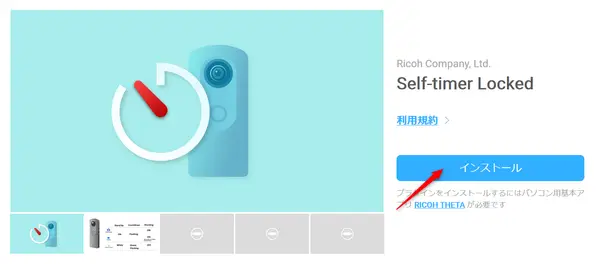 Ricoh Company, Ltd.
Self-timer Locked
利用規約
インストール
プラグインをインストールするにはパソコン用基本ア
プリ RICOH THETA が必要です